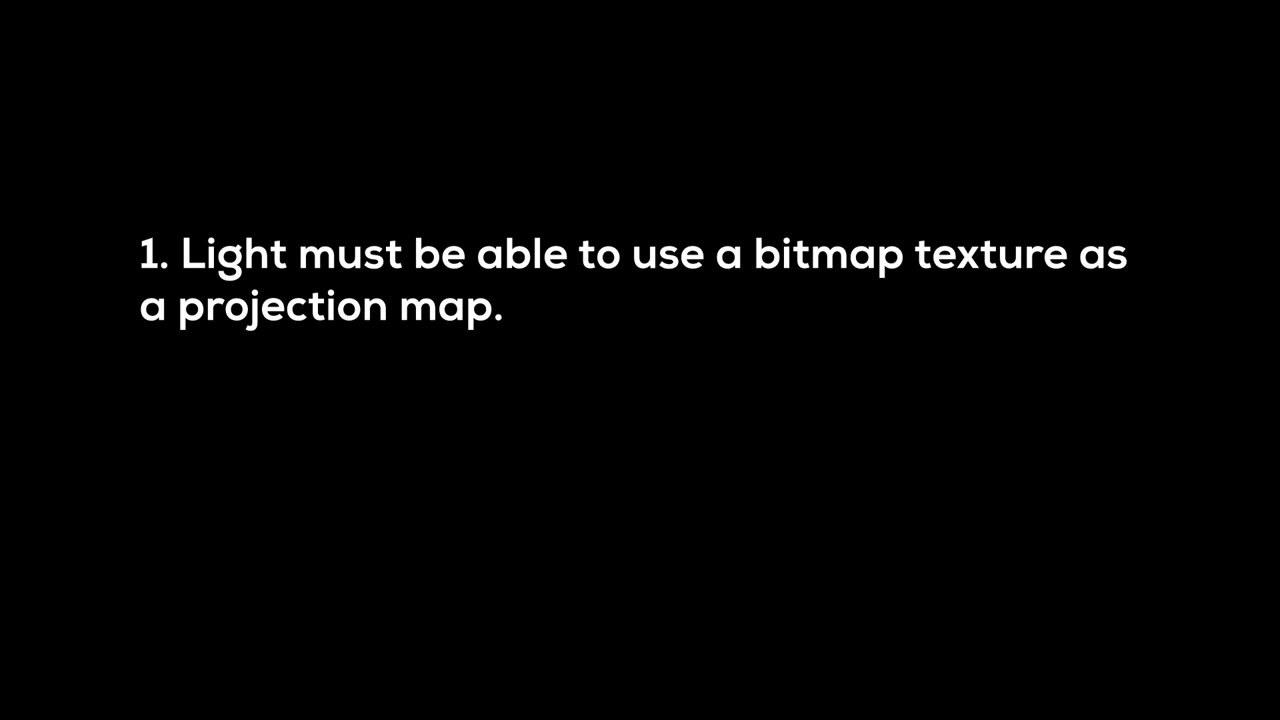 1. Light must be able to use a bitmap texture as
a projection map.